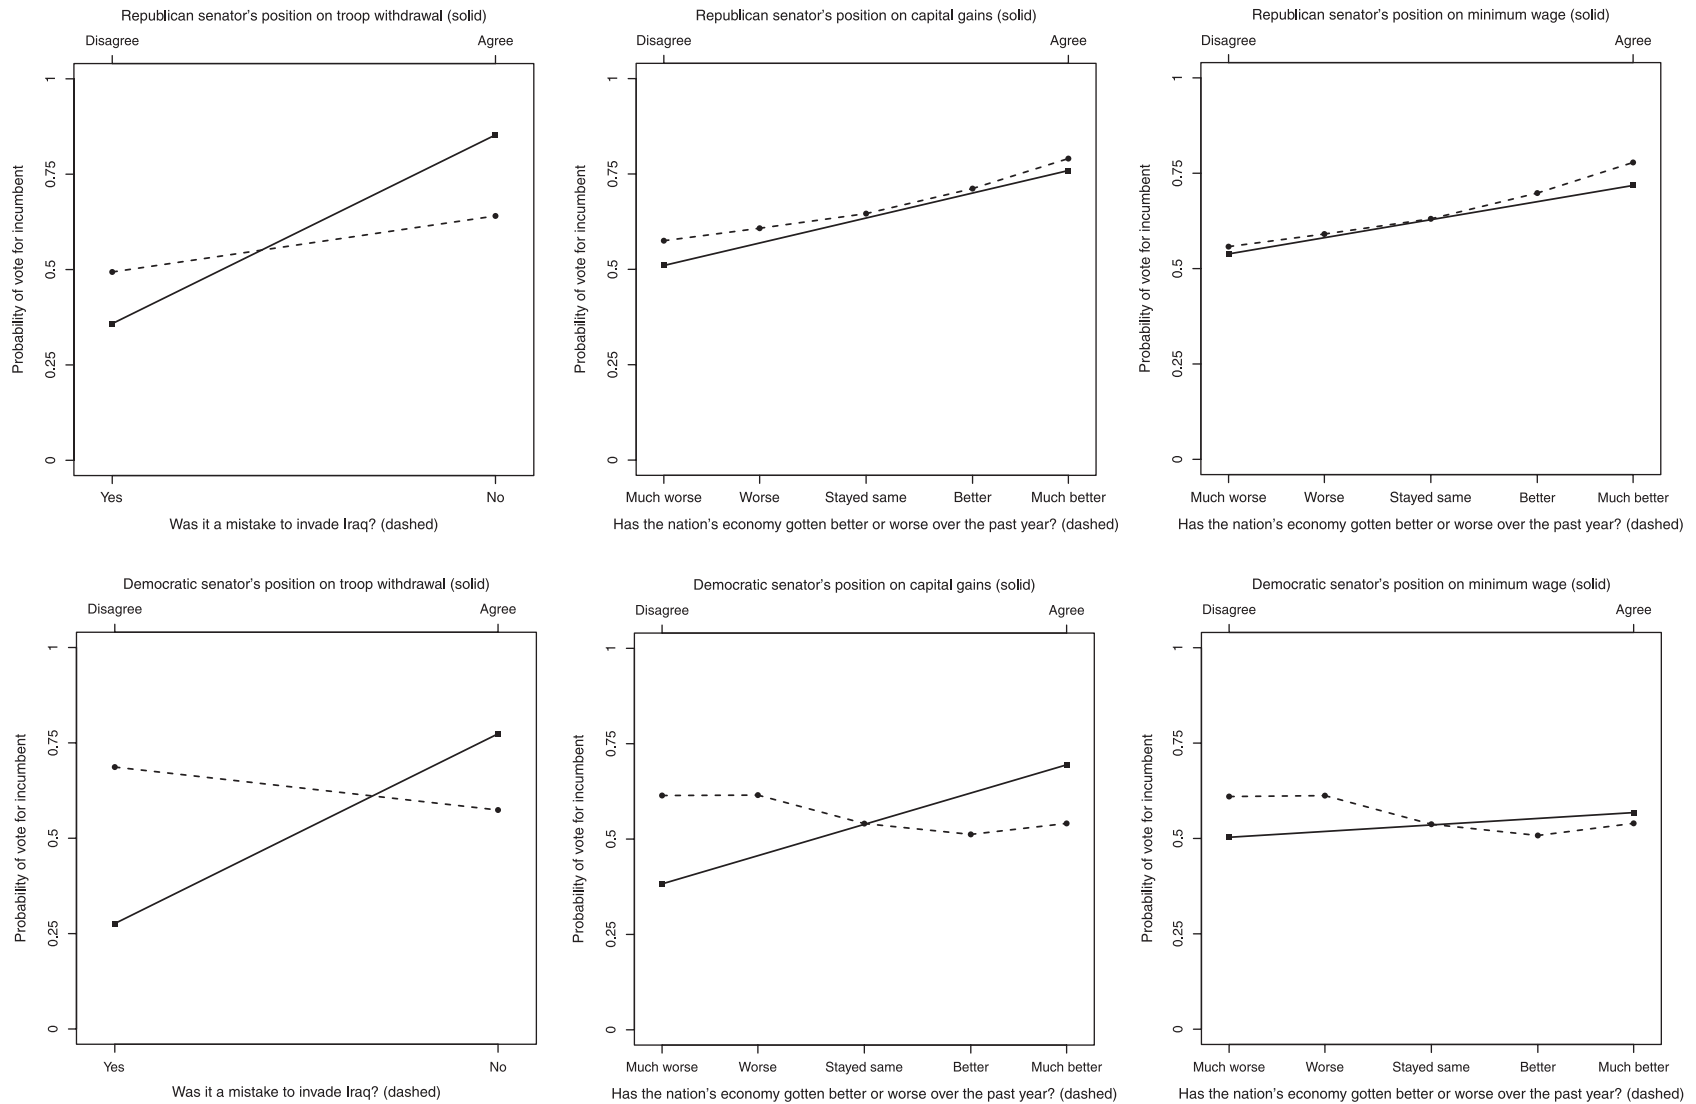 Republican senator's position on troop withdrawal (solid)
Disagree Agree
Probability of vote for incumbent
1
0.75
0.5
0.25
0
Yes No
Was it a mistake to invade Iraq? (dashed)
Republican senator's position on capital gains (solid)
Disagree Agree
Probability of vote for incumbent
1
0.75
0.5
0.25
0
Much worse Worse Stayed same Better Much better
Has the nation's economy gotten better or worse over the past year? (dashed)
Republican senator's position on minimum wage (solid)
Disagree Agree
Probability of vote for incumbent
1
0.75
0.5
0.25
0
Much worse Worse Stayed same Better Much better
Has the nation's economy gotten better or worse over the past year? (dashed)
Democratic senator's position on troop withdrawal (solid)
Disagree Agree
Probability of vote for incumbent
1
0.75
0.5
0.25
0
Yes No
Was it a mistake to invade Iraq? (dashed)
Democratic senator's position on capital gains (solid)
Disagree Agree
Probability of vote for incumbent
1
0.75
0.5
0.25
0
Much worse Worse Stayed same Better Much better
Has the nation's economy gotten better or worse over the past year? (dashed)
Democratic senator's position on minimum wage (solid)
Disagree Agree
Probability of vote for incumbent
1
0.75
0.5
0.25
0
Much worse Worse Stayed same Better Much better
Has the nation's economy gotten better or worse over the past year? (dashed)